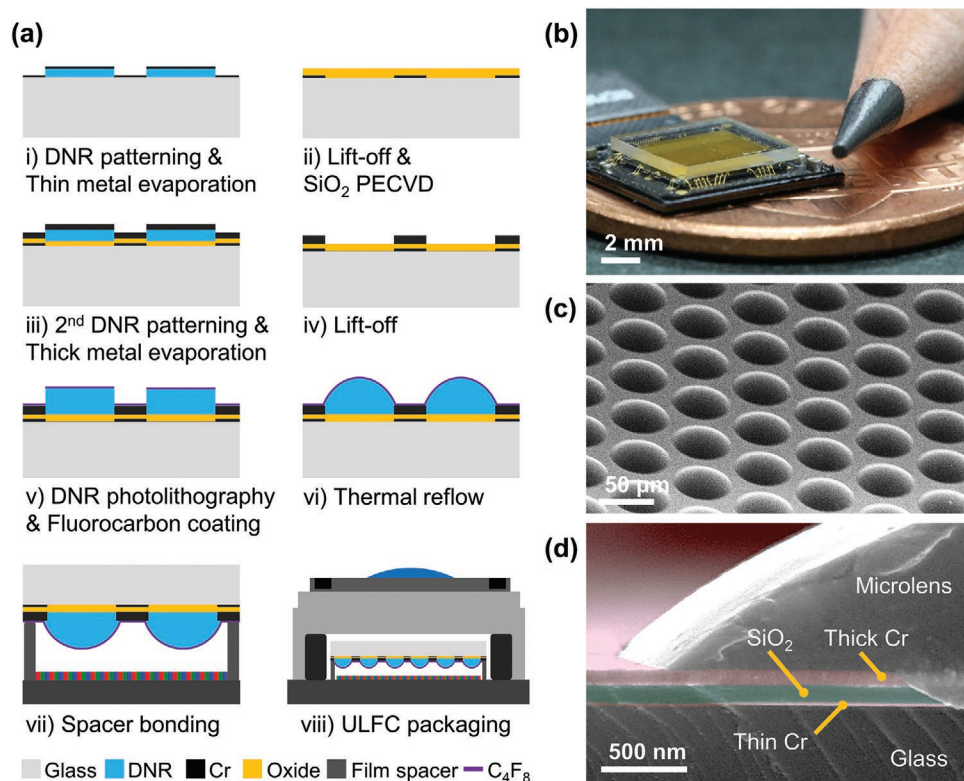 (a)
i) DNR patterning &
Thin metal evaporation
ii) Lift-off &
SiO₂ PECVD
iii) 2ⁿᵈ DNR patterning &
Thick metal evaporation
iv) Lift-off
v) DNR photolithography
& Fluorocarbon coating
vi) Thermal reflow
vii) Spacer bonding
viii) ULFC packaging
Glass DNR Cr Oxide Film spacer C₄F₈
(b)
2 mm
(c)
50 μm
(d)
Microlens
SiO₂ Thick Cr
Thin Cr
Glass
500 nm